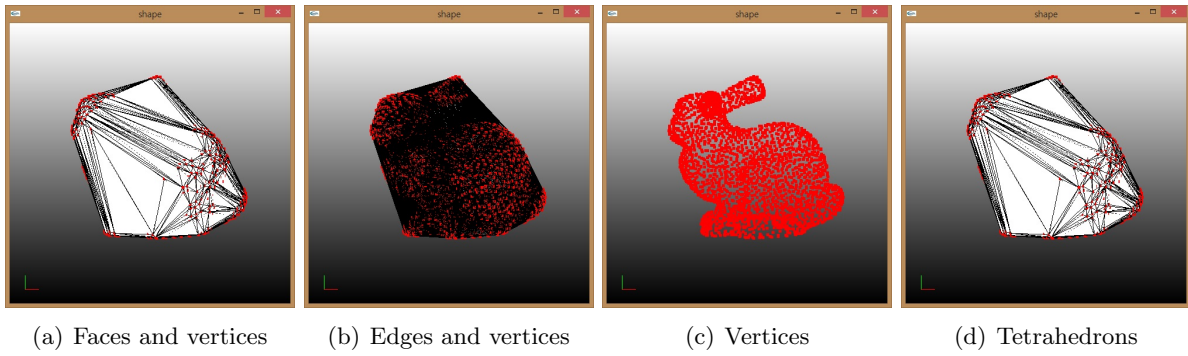 shape
shape
shape
shape
(a) Faces and vertices
(b) Edges and vertices
(c) Vertices
(d) Tetrahedrons